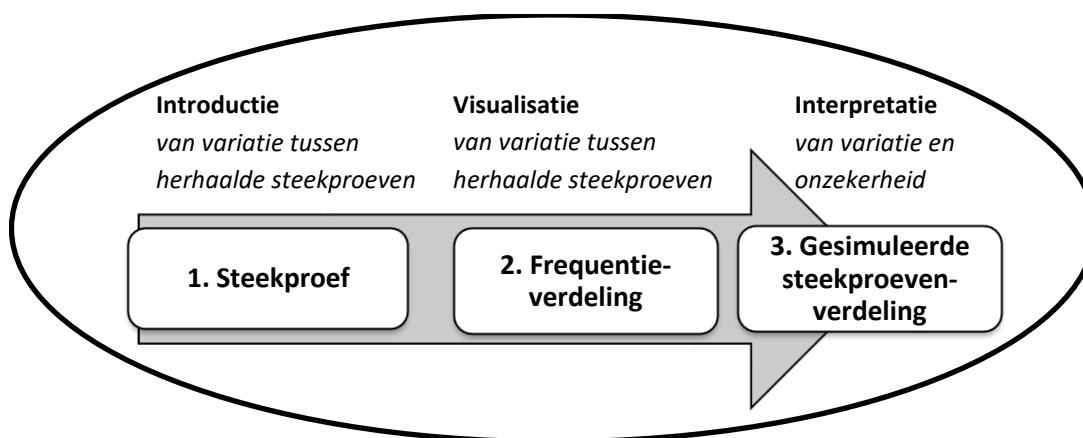 Introductie
van variatie tussen
herhaalde steekproeven
Visualisatie
van variatie tussen
herhaalde steekproeven
Interpretatie
van variatie en
onzekerheid
1. Steekproef
2. Frequentie-
verdeling
3. Gesimuleerde
steekproeven-
verdeling